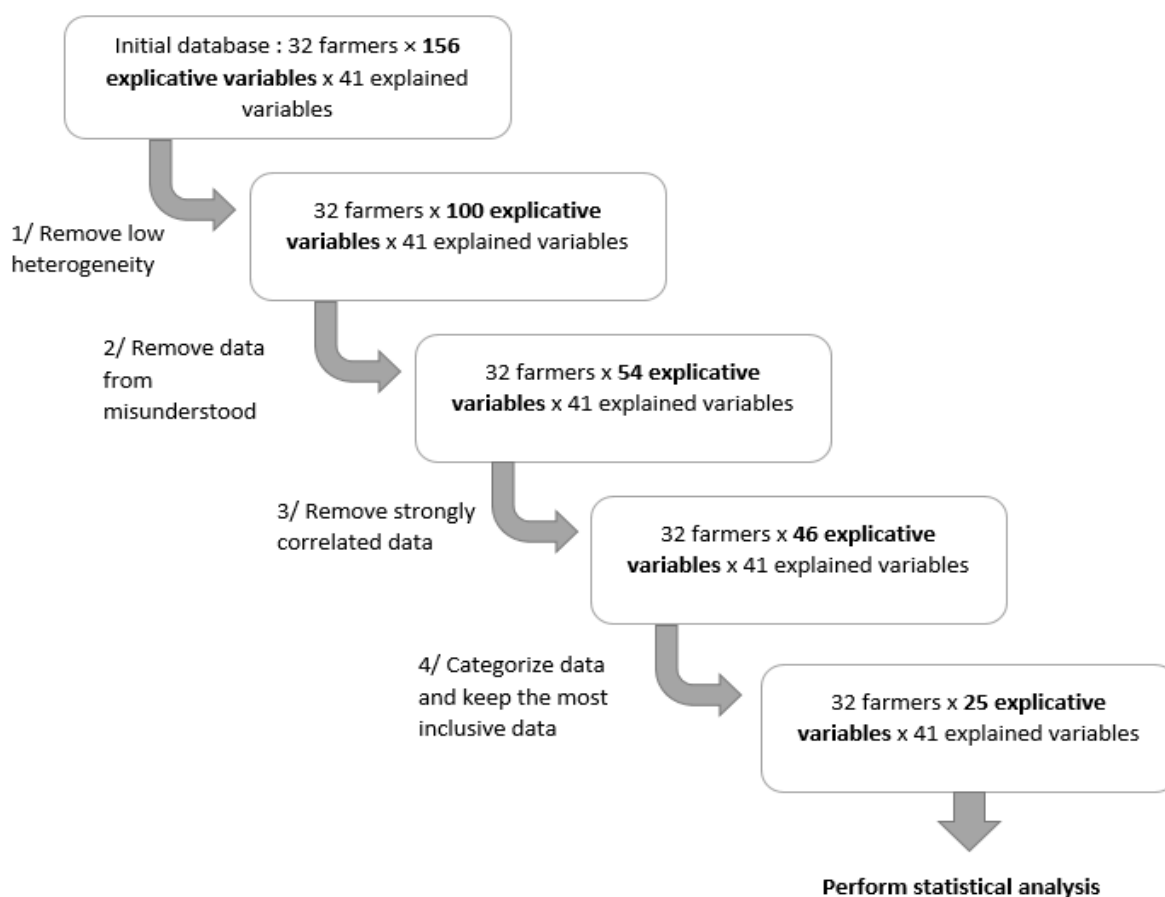 Initial database : 32 farmers × 156
explicative variables x 41 explained
variables
32 farmers x 100 explicative
variables x 41 explained variables
1/ Remove low
heterogeneity
2/ Remove data
from
misunderstood
32 farmers x 54 explicative
variables x 41 explained variables
3/ Remove strongly
correlated data
32 farmers x 46 explicative
variables x 41 explained variables
4/ Categorize data
and keep the most
inclusive data
32 farmers x 25 explicative
variables x 41 explained variables
Perform statistical analysis